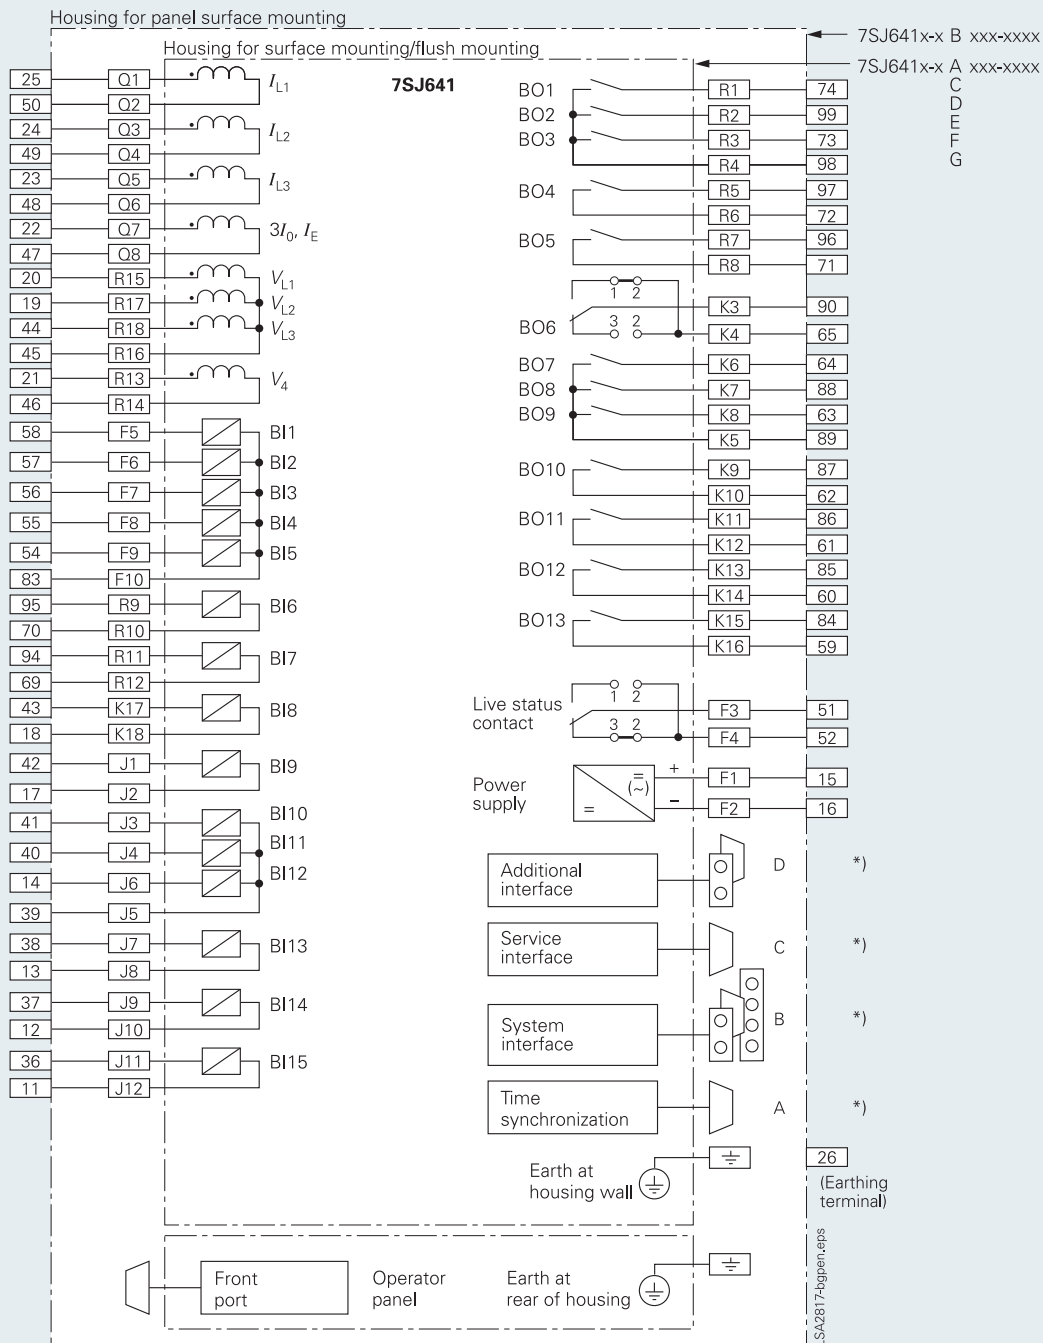 Housing for panel surface mounting
7SJ641x-x B xxx-xxxx
Housing for surface mounting/flush mounting
7SJ641x-x A xxx-xxxx
C
D
E
F
G
7SJ641
25 Q1 I L1
50 Q2
24 Q3 I L2
49 Q4
23 Q5 I L3
48 Q6
22 Q7 3I0, IE
47 Q8
20 R15 VL1
19 R17 VL2
44 R18 VL3
45 R16
21 R13 V4
46 R14
58 F5 BI1
57 F6 BI2
56 F7 BI3
55 F8 BI4
54 F9 BI5
83 F10
95 R9 BI6
70 R10
94 R11 BI7
69 R12
43 K17 BI8
18 K18
42 J1 BI9
17 J2
41 J3 BI10
40 J4 BI11
14 J6 BI12
39 J5
38 J7 BI13
13 J8
37 J9 BI14
12 J10
36 J11 BI15
11 J12
BO1 R1 74
BO2 R2 99
BO3 R3 73
R4 98
BO4 R5 97
R6 72
BO5 R7 96
R8 71
1 2
K3 90
BO6 3 2
K4 65
BO7 K6 64
BO8 K7 88
BO9 K8 63
K5 89
BO10 K9 87
K10 62
BO11 K11 86
K12 61
BO12 K13 85
K14 60
BO13 K15 84
K16 59
Live status
contact
1 2
F3 51
3 2
F4 52
Power
supply
= (~) =
+ F1 15
− F2 16
Additional
interface
D *)
Service
interface
C *)
System
interface
B *)
Time
synchronization
A *)
Earth at
housing wall
26
(Earthing
terminal)
Front
port
Operator
panel
Earth at
rear of housing
SA2817-bgpen.eps